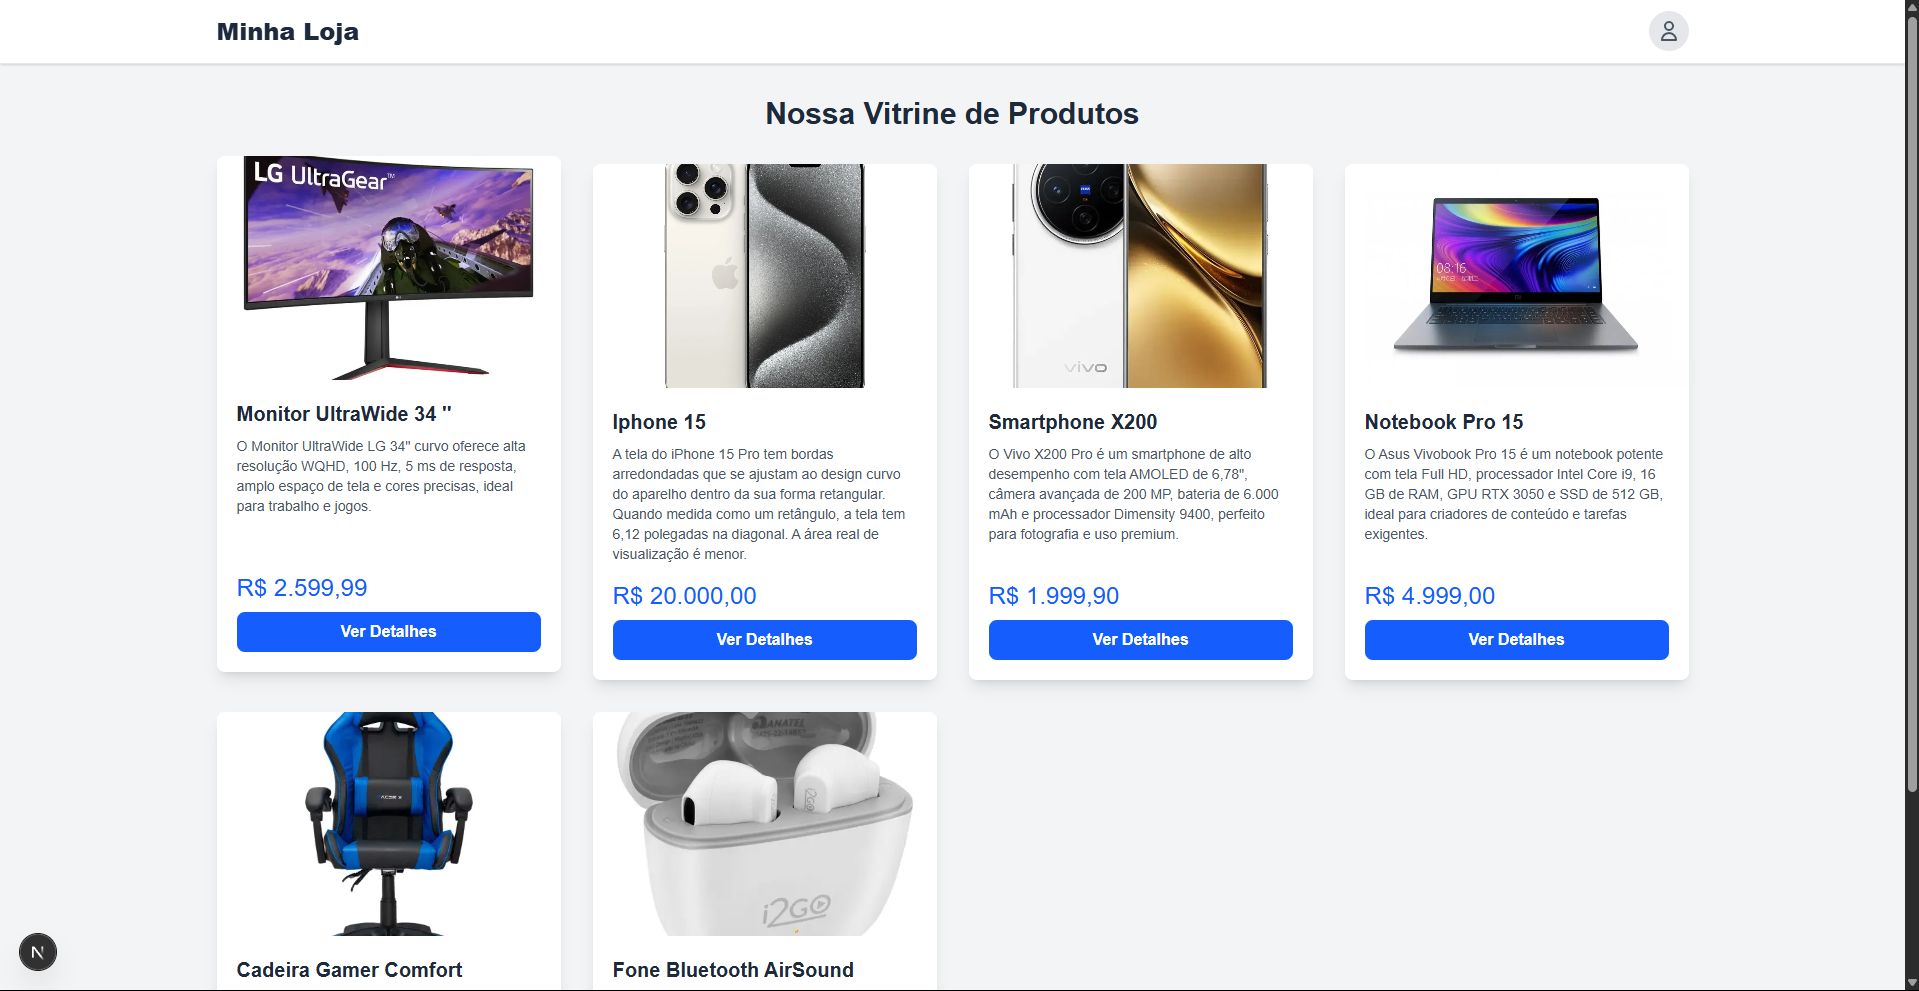 Minha Loja
Nossa Vitrine de Produtos
LG UltraGear™
Monitor UltraWide 34 "
O Monitor UltraWide LG 34" curvo oferece alta
resolução WQHD, 100 Hz, 5 ms de resposta,
amplo espaço de tela e cores precisas, ideal
para trabalho e jogos.
R$ 2.599,99
Ver Detalhes
Iphone 15
A tela do iPhone 15 Pro tem bordas
arredondadas que se ajustam ao design curvo
do aparelho dentro da sua forma retangular.
Quando medida como um retângulo, a tela tem
6,12 polegadas na diagonal. A área real de
visualização é menor.
R$ 20.000,00
Ver Detalhes
vivo
Smartphone X200
O Vivo X200 Pro é um smartphone de alto
desempenho com tela AMOLED de 6,78",
câmera avançada de 200 MP, bateria de 6.000
mAh e processador Dimensity 9400, perfeito
para fotografia e uso premium.
R$ 1.999,90
Ver Detalhes
08:16
Notebook Pro 15
O Asus Vivobook Pro 15 é um notebook potente
com tela Full HD, processador Intel Core i9, 16
GB de RAM, GPU RTX 3050 e SSD de 512 GB,
ideal para criadores de conteúdo e tarefas
exigentes.
R$ 4.999,00
Ver Detalhes
Cadeira Gamer Comfort
ANATEL
i2GO
i2GO
Fone Bluetooth AirSound
N